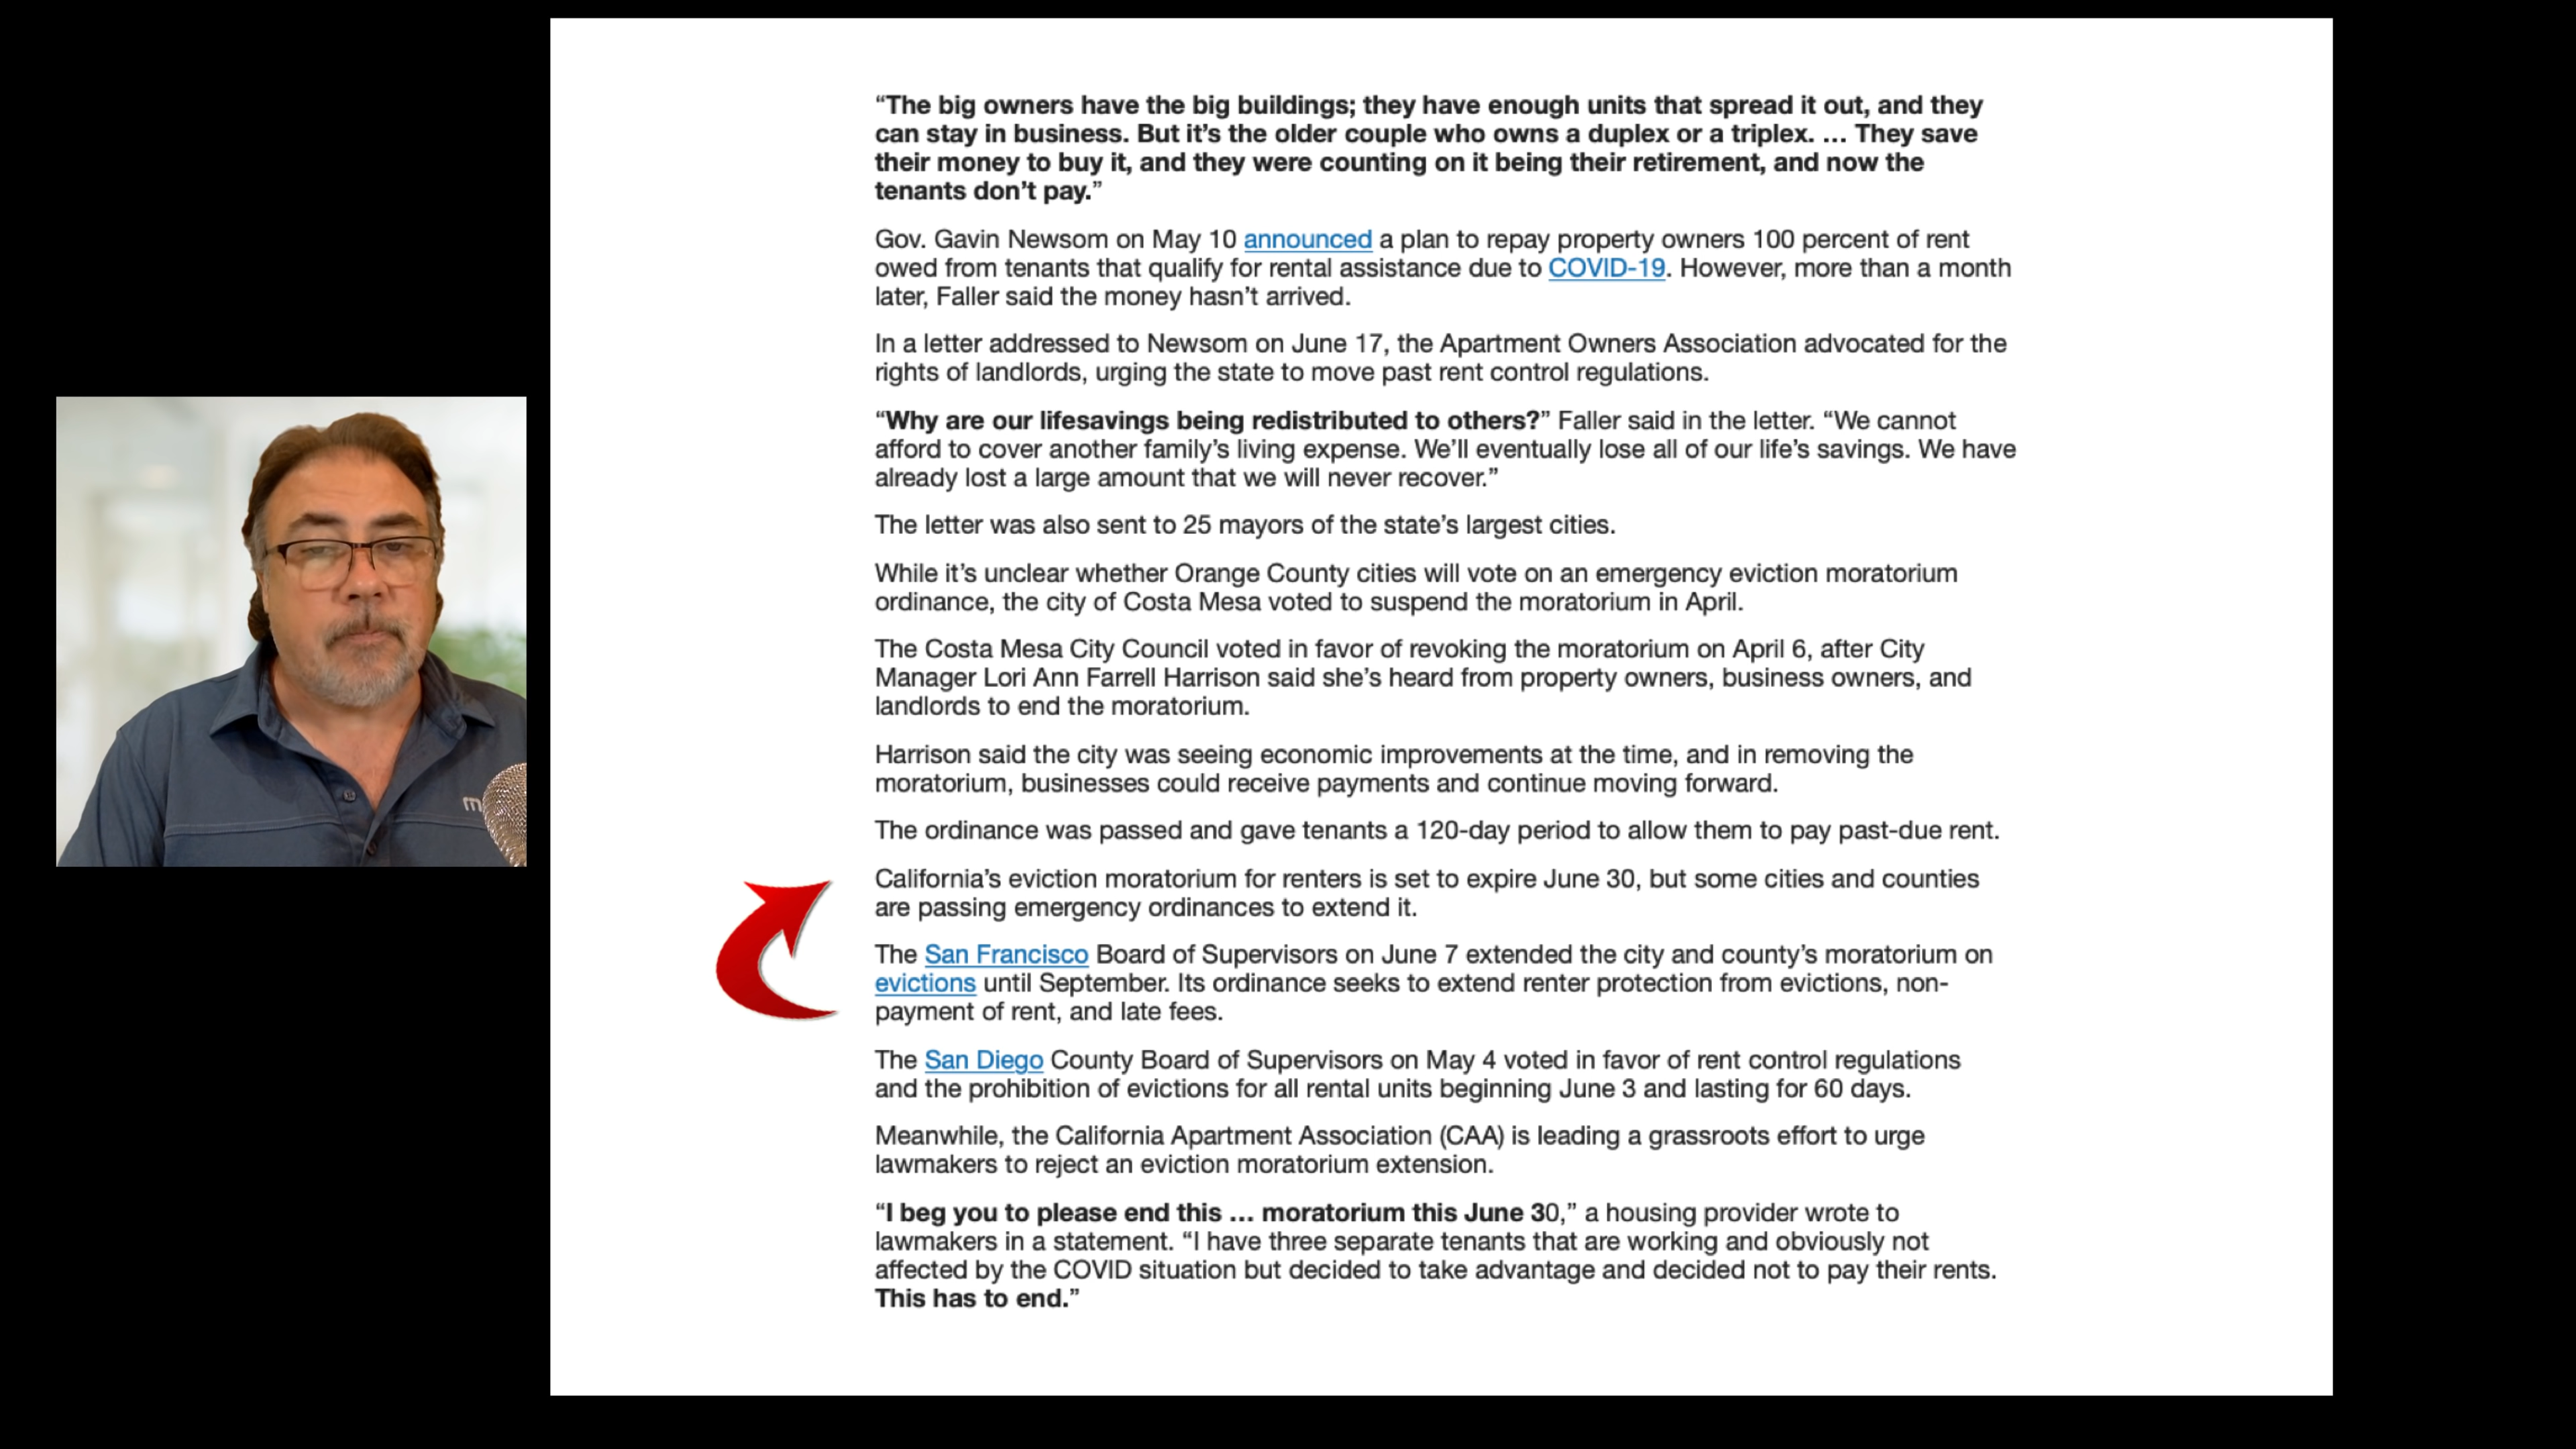 “The big owners have the big buildings; they have enough units that spread it out, and they
can stay in business. But it’s the older couple who owns a duplex or a triplex. ... They save
their money to buy it, and they were counting on it being their retirement, and now the
tenants don’t pay.”
Gov. Gavin Newsom on May 10 announced a plan to repay property owners 100 percent of rent
owed from tenants that qualify for rental assistance due to COVID-19. However, more than a month
later, Faller said the money hasn’t arrived.
In a letter addressed to Newsom on June 17, the Apartment Owners Association advocated for the
rights of landlords, urging the state to move past rent control regulations.
“Why are our lifesavings being redistributed to others?” Faller said in the letter. “We cannot
afford to cover another family’s living expense. We’ll eventually lose all of our life’s savings. We have
already lost a large amount that we will never recover.”
The letter was also sent to 25 mayors of the state’s largest cities.
While it’s unclear whether Orange County cities will vote on an emergency eviction moratorium
ordinance, the city of Costa Mesa voted to suspend the moratorium in April.
The Costa Mesa City Council voted in favor of revoking the moratorium on April 6, after City
Manager Lori Ann Farrell Harrison said she’s heard from property owners, business owners, and
landlords to end the moratorium.
Harrison said the city was seeing economic improvements at the time, and in removing the
moratorium, businesses could receive payments and continue moving forward.
The ordinance was passed and gave tenants a 120-day period to allow them to pay past-due rent.
California’s eviction moratorium for renters is set to expire June 30, but some cities and counties
are passing emergency ordinances to extend it.
The San Francisco Board of Supervisors on June 7 extended the city and county’s moratorium on
evictions until September. Its ordinance seeks to extend renter protection from evictions, non-
payment of rent, and late fees.
The San Diego County Board of Supervisors on May 4 voted in favor of rent control regulations
and the prohibition of evictions for all rental units beginning June 3 and lasting for 60 days.
Meanwhile, the California Apartment Association (CAA) is leading a grassroots effort to urge
lawmakers to reject an eviction moratorium extension.
“I beg you to please end this ... moratorium this June 30,” a housing provider wrote to
lawmakers in a statement. “I have three separate tenants that are working and obviously not
affected by the COVID situation but decided to take advantage and decided not to pay their rents.
This has to end.”